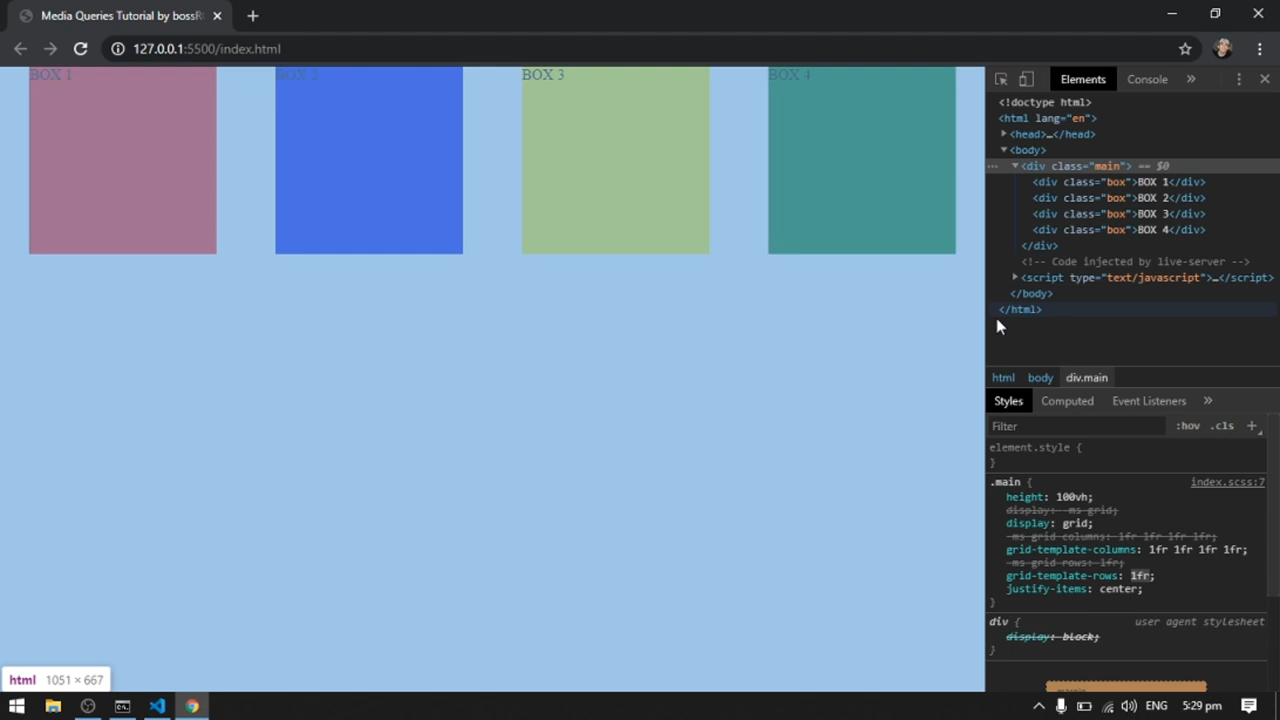 Media Queries Tutorial by bossR
127.0.0.1:5500/index.html
BOX 1
BOX 2
BOX 3
BOX 4
Elements
Console
<!doctype html>
<html lang="en">
<head>…</head>
<body>
<div class="main"> == $0
<div class="box">BOX 1</div>
<div class="box">BOX 2</div>
<div class="box">BOX 3</div>
<div class="box">BOX 4</div>
</div>
<!-- Code injected by live-server -->
<script type="text/javascript">…</script>
</body>
</html>
html body div.main
Styles Computed Event Listeners
Filter :hov .cls
element.style {
}
.main { index.scss:7
height: 100vh;
display: -ms-grid;
display: grid;
-ms-grid-columns: 1fr 1fr 1fr 1fr;
grid-template-columns: 1fr 1fr 1fr 1fr;
-ms-grid-rows: 1fr;
grid-template-rows: 1fr;
justify-items: center;
}
div { user agent stylesheet
display: block;
}
margin
html 1051 × 667
ENG 5:29 pm